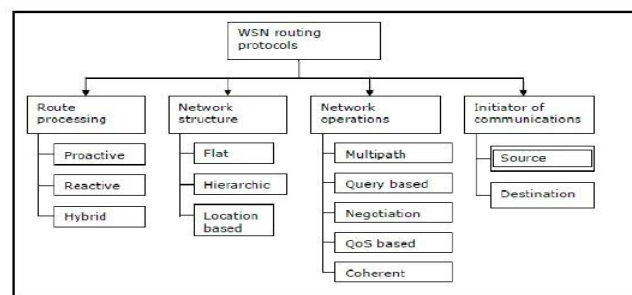 WSN routing
protocols
Route
processing
Proactive
Reactive
Hybrid
Network
structure
Flat
Hierarchic
Location
based
Network
operations
Multipath
Query based
Negotiation
QoS based
Coherent
Initiator of
communications
Source
Destination